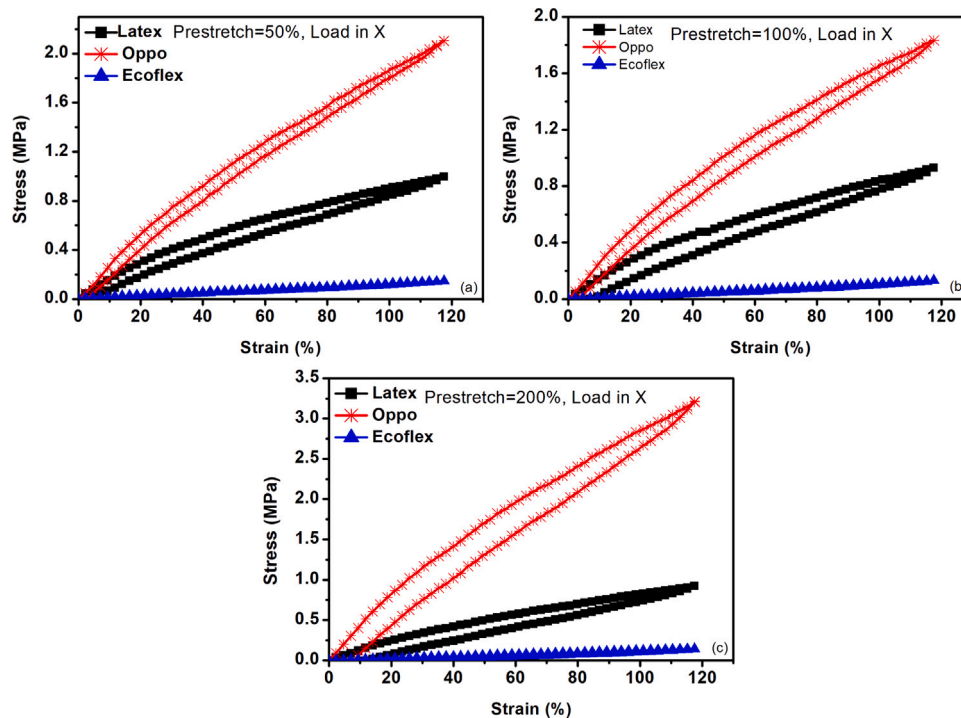 Latex
Prestretch=50%, Load in X
Oppo
Ecoflex
2.0
1.6
1.2
0.8
0.4
0.0
Stress (MPa)
(a)
0 20 40 60 80 100 120
Strain (%)
Latex
Prestretch=100%, Load in X
Oppo
Ecoflex
2.0
1.6
1.2
0.8
0.4
0.0
Stress (MPa)
(b
0 20 40 60 80 100 120
Strain (%)
Latex
Prestretch=200%, Load in X
Oppo
Ecoflex
3.5
3.0
2.5
2.0
1.5
1.0
0.5
0.0
Stress (MPa)
(c)
0 20 40 60 80 100 120
Strain (%)